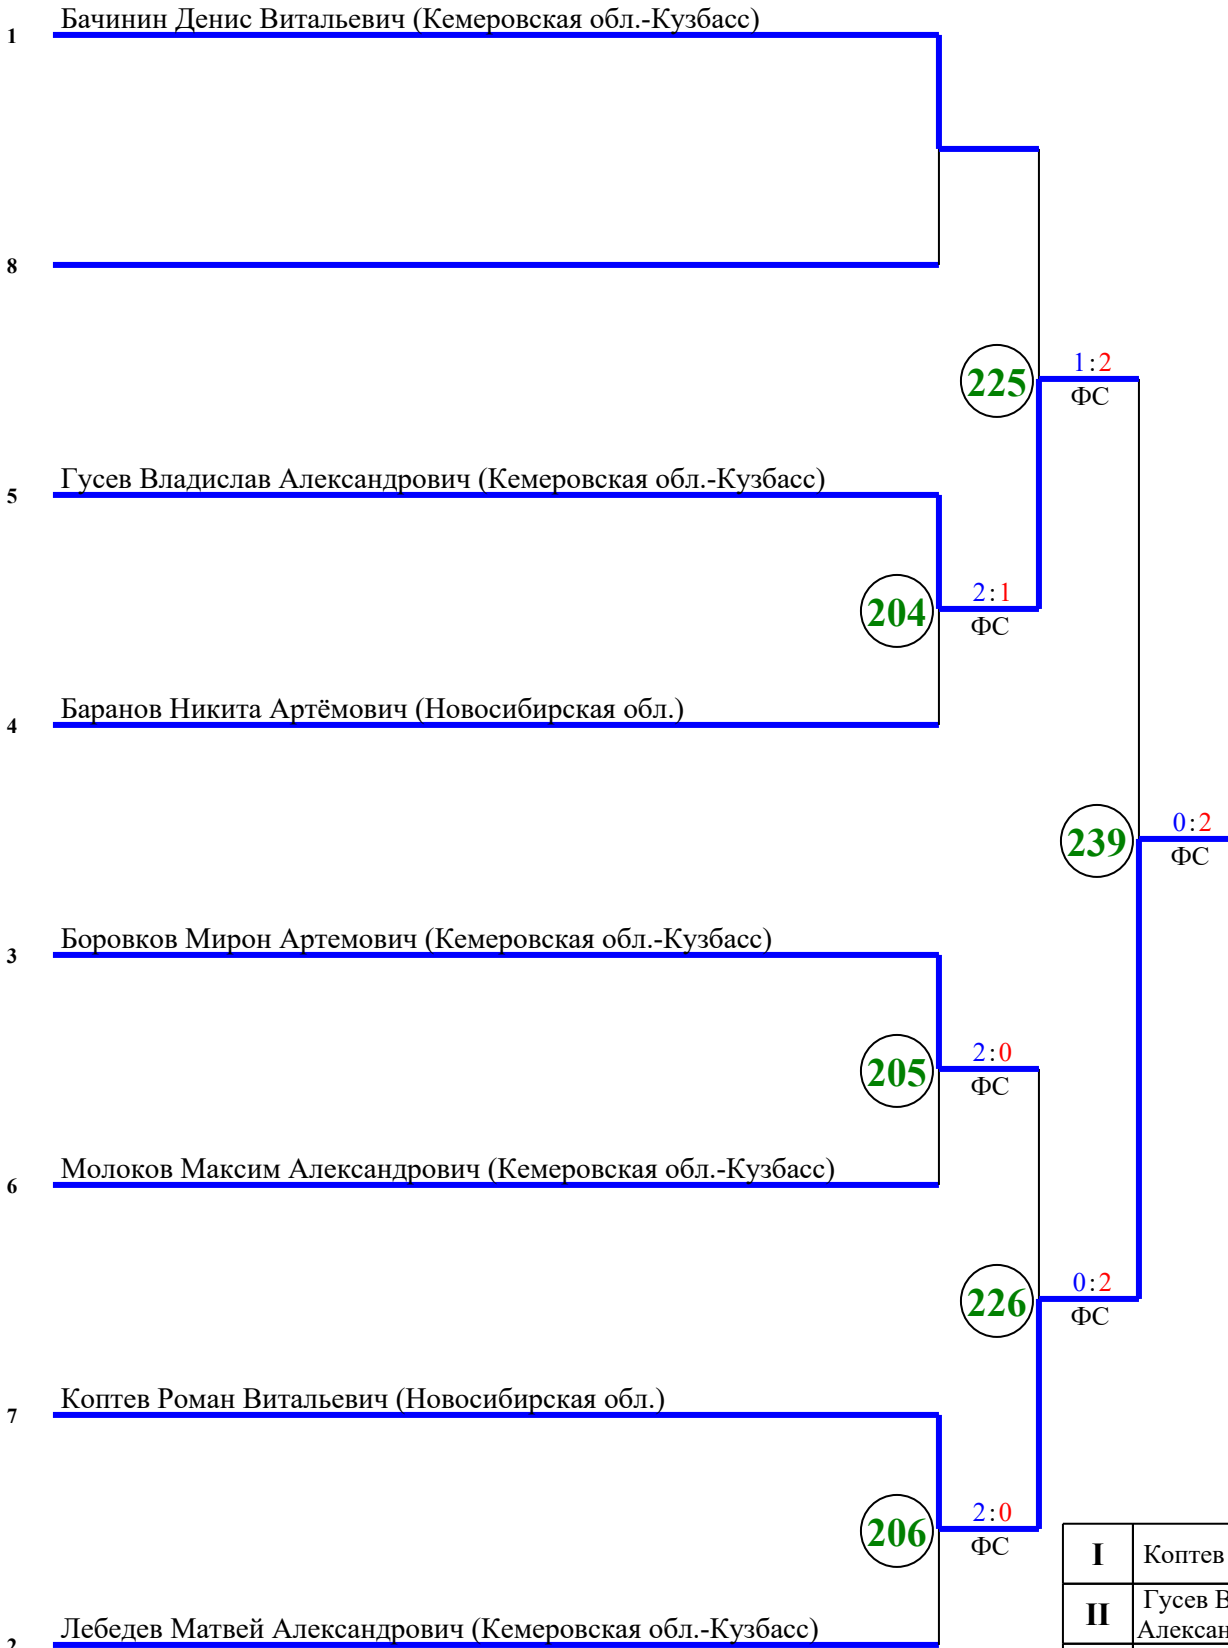 Бачинин Денис Витальевич (Кемеровская обл.-Кузбасс)
1
8
1:2
225
ФС
Гусев Владислав Александрович (Кемеровская обл.-Кузбасс)
5
2:1
204
ФС
Баранов Никита Артёмович (Новосибирская обл.)
4
0:2
239
ФС
Боровков Мирон Артемович (Кемеровская обл.-Кузбасс)
3
2:0
205
ФС
Молоков Максим Александрович (Кемеровская обл.-Кузбасс)
6
0:2
226
ФС
Коптев Роман Витальевич (Новосибирская обл.)
7
2:0
206
ФС
I Коптев
II Гусев В
Алексан
Лебедев Матвей Александрович (Кемеровская обл.-Кузбасс)
2